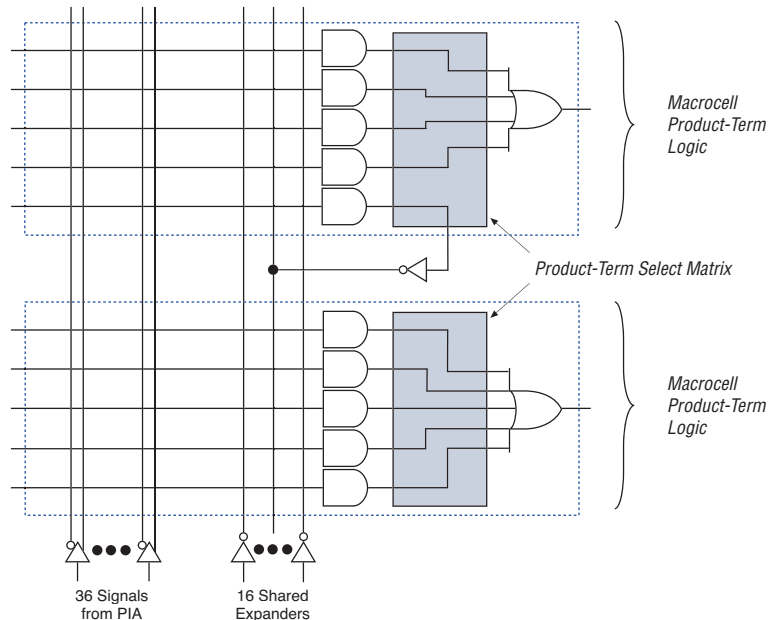 Macrocell
Product-Term
Logic
Product-Term Select Matrix
Macrocell
Product-Term
Logic
36 Signals
from PIA
16 Shared
Expanders